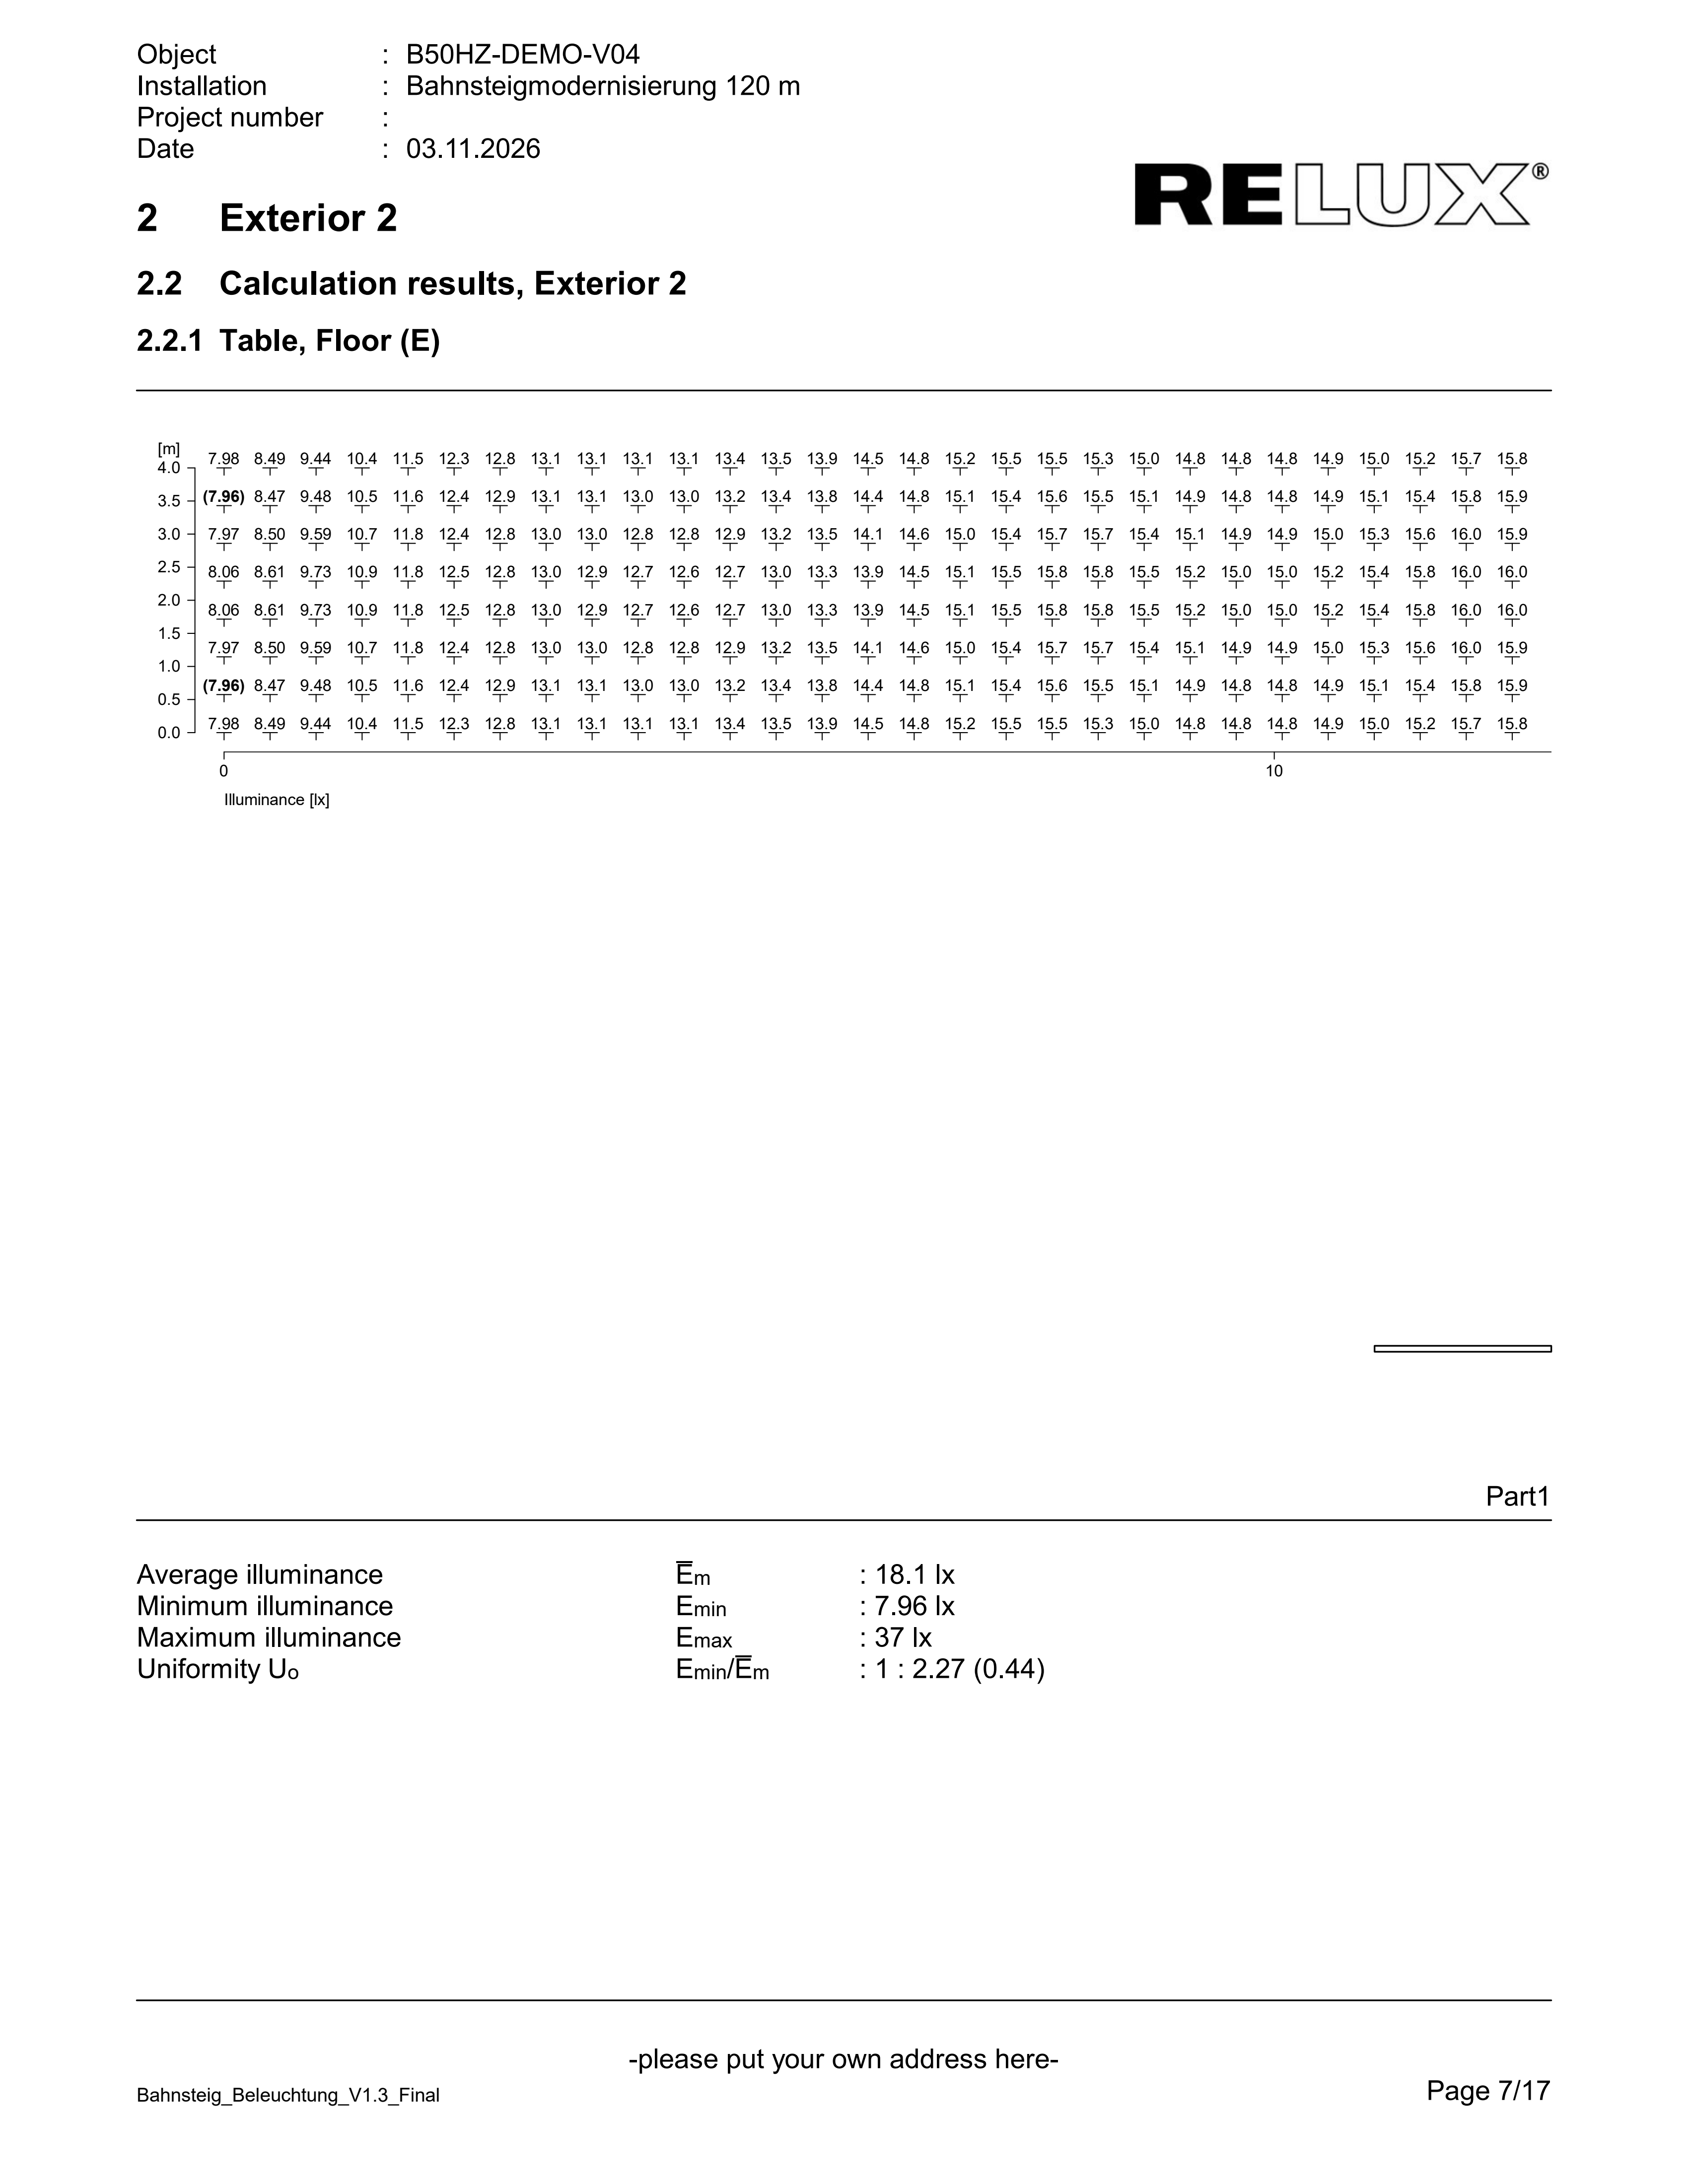 Object : B50HZ-DEMO-V04
Installation : Bahnsteigmodernisierung 120 m
Project number :
Date : 03.11.2026
RELUX®
2 Exterior 2
2.2 Calculation results, Exterior 2
2.2.1 Table, Floor (E)
[m]
7.98 8.49 9.44 10.4 11.5 12.3 12.8 13.1 13.1 13.1 13.1 13.4 13.5 13.9 14.5 14.8 15.2 15.5 15.5 15.3 15.0 14.8 14.8 14.8 14.9 15.0 15.2 15.7 15.8
4.0
(7.96) 8.47 9.48 10.5 11.6 12.4 12.9 13.1 13.1 13.0 13.0 13.2 13.4 13.8 14.4 14.8 15.1 15.4 15.6 15.5 15.1 14.9 14.8 14.8 14.9 15.1 15.4 15.8 15.9
3.5
3.0 7.97 8.50 9.59 10.7 11.8 12.4 12.8 13.0 13.0 12.8 12.8 12.9 13.2 13.5 14.1 14.6 15.0 15.4 15.7 15.7 15.4 15.1 14.9 14.9 15.0 15.3 15.6 16.0 15.9
2.5
8.06 8.61 9.73 10.9 11.8 12.5 12.8 13.0 12.9 12.7 12.6 12.7 13.0 13.3 13.9 14.5 15.1 15.5 15.8 15.8 15.5 15.2 15.0 15.0 15.2 15.4 15.8 16.0 16.0
2.0
8.06 8.61 9.73 10.9 11.8 12.5 12.8 13.0 12.9 12.7 12.6 12.7 13.0 13.3 13.9 14.5 15.1 15.5 15.8 15.8 15.5 15.2 15.0 15.0 15.2 15.4 15.8 16.0 16.0
1.5
7.97 8.50 9.59 10.7 11.8 12.4 12.8 13.0 13.0 12.8 12.8 12.9 13.2 13.5 14.1 14.6 15.0 15.4 15.7 15.7 15.4 15.1 14.9 14.9 15.0 15.3 15.6 16.0 15.9
1.0
(7.96) 8.47 9.48 10.5 11.6 12.4 12.9 13.1 13.1 13.0 13.0 13.2 13.4 13.8 14.4 14.8 15.1 15.4 15.6 15.5 15.1 14.9 14.8 14.8 14.9 15.1 15.4 15.8 15.9
0.5
7.98 8.49 9.44 10.4 11.5 12.3 12.8 13.1 13.1 13.1 13.1 13.4 13.5 13.9 14.5 14.8 15.2 15.5 15.5 15.3 15.0 14.8 14.8 14.8 14.9 15.0 15.2 15.7 15.8
0.0
0 10
Illuminance [lx]
Part1
Average illuminance Ēm : 18.1 lx
Minimum illuminance Emin : 7.96 lx
Maximum illuminance Emax : 37 lx
Uniformity Uo Emin/Ēm : 1 : 2.27 (0.44)
-please put your own address here-
Bahnsteig_Beleuchtung_V1.3_Final
Page 7/17